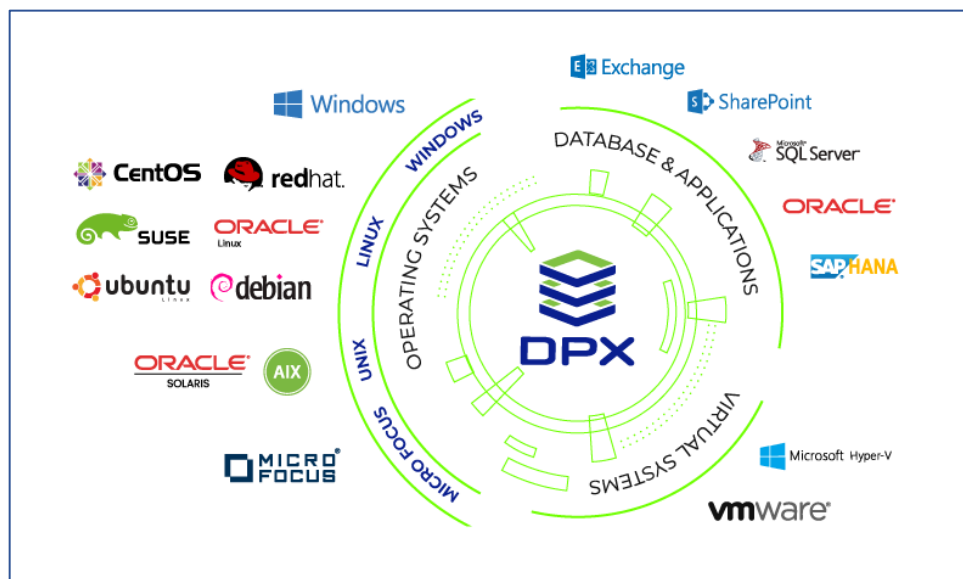 Exchange
Windows
SharePoint
WINDOWS
DATABASE & APPLICATIONS
Microsoft®
SQL Server
CentOS
redhat.
OPERATING SYSTEMS
LINUX
ORACLE®
SUSE
ORACLE®
Linux
SAP HANA
ubuntu
Linux
debian
DPX
UNIX
ORACLE®
SOLARIS
AIX
VIRTUAL SYSTEMS
MICRO FOCUS
MICRO®
FOCUS
Microsoft Hyper-V
vmware®